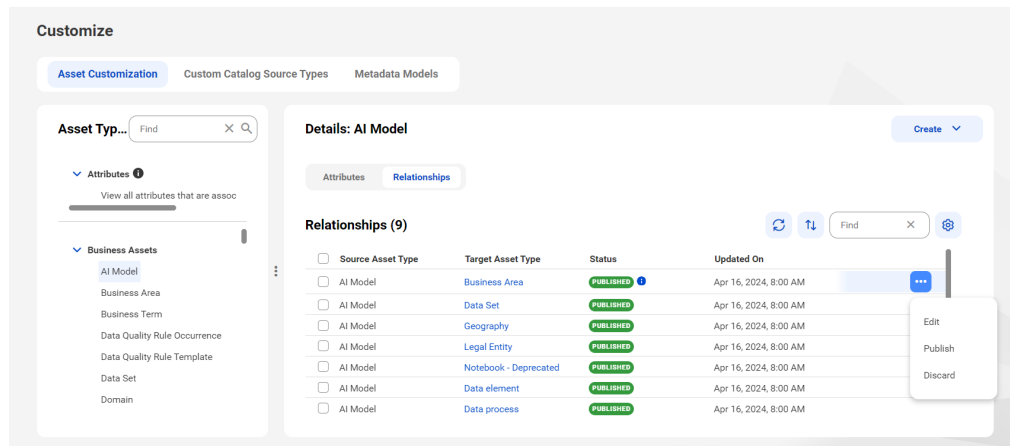 Customize
Asset Customization Custom Catalog Source Types Metadata Models
Asset Typ... Find
Attributes
View all attributes that are assoc
Business Assets
AI Model
Business Area
Business Term
Data Quality Rule Occurrence
Data Quality Rule Template
Data Set
Domain
Details: AI Model Create
Attributes Relationships
Relationships (9) Find
Source Asset Type Target Asset Type Status Updated On
AI Model Business Area PUBLISHED Apr 16, 2024, 8:00 AM
AI Model Data Set PUBLISHED Apr 16, 2024, 8:00 AM
AI Model Geography PUBLISHED Apr 16, 2024, 8:00 AM
AI Model Legal Entity PUBLISHED Apr 16, 2024, 8:00 AM
AI Model Notebook - Deprecated PUBLISHED Apr 16, 2024, 8:00 AM
AI Model Data element PUBLISHED Apr 16, 2024, 8:00 AM
AI Model Data process PUBLISHED Apr 16, 2024, 8:00 AM
Edit
Publish
Discard